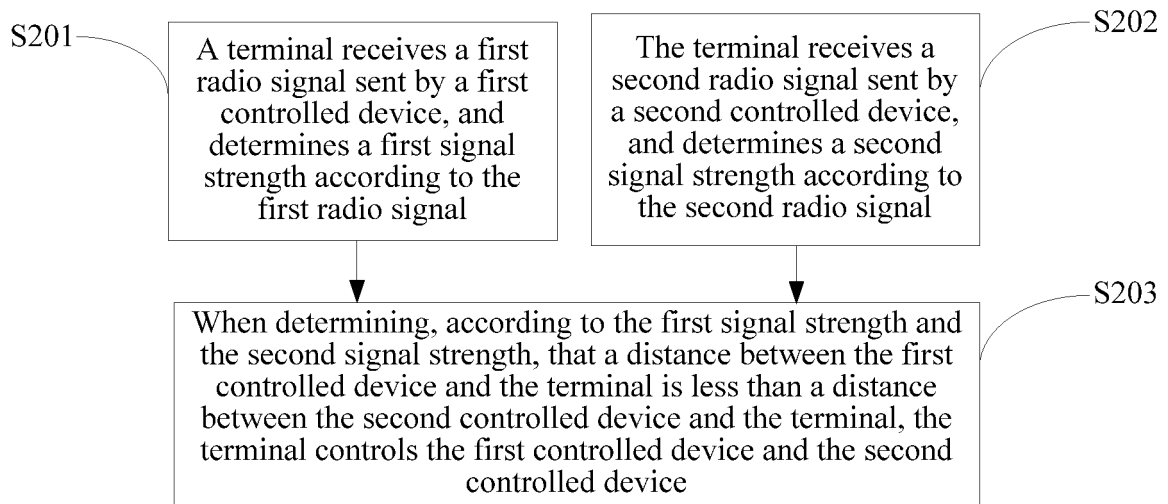 S201
A terminal receives a first
radio signal sent by a first
controlled device, and
determines a first signal
strength according to the
first radio signal
S202
The terminal receives a
second radio signal sent by
a second controlled device,
and determines a second
signal strength according to
the second radio signal
S203
When determining, according to the first signal strength and
the second signal strength, that a distance between the first
controlled device and the terminal is less than a distance
between the second controlled device and the terminal, the
terminal controls the first controlled device and the second
controlled device